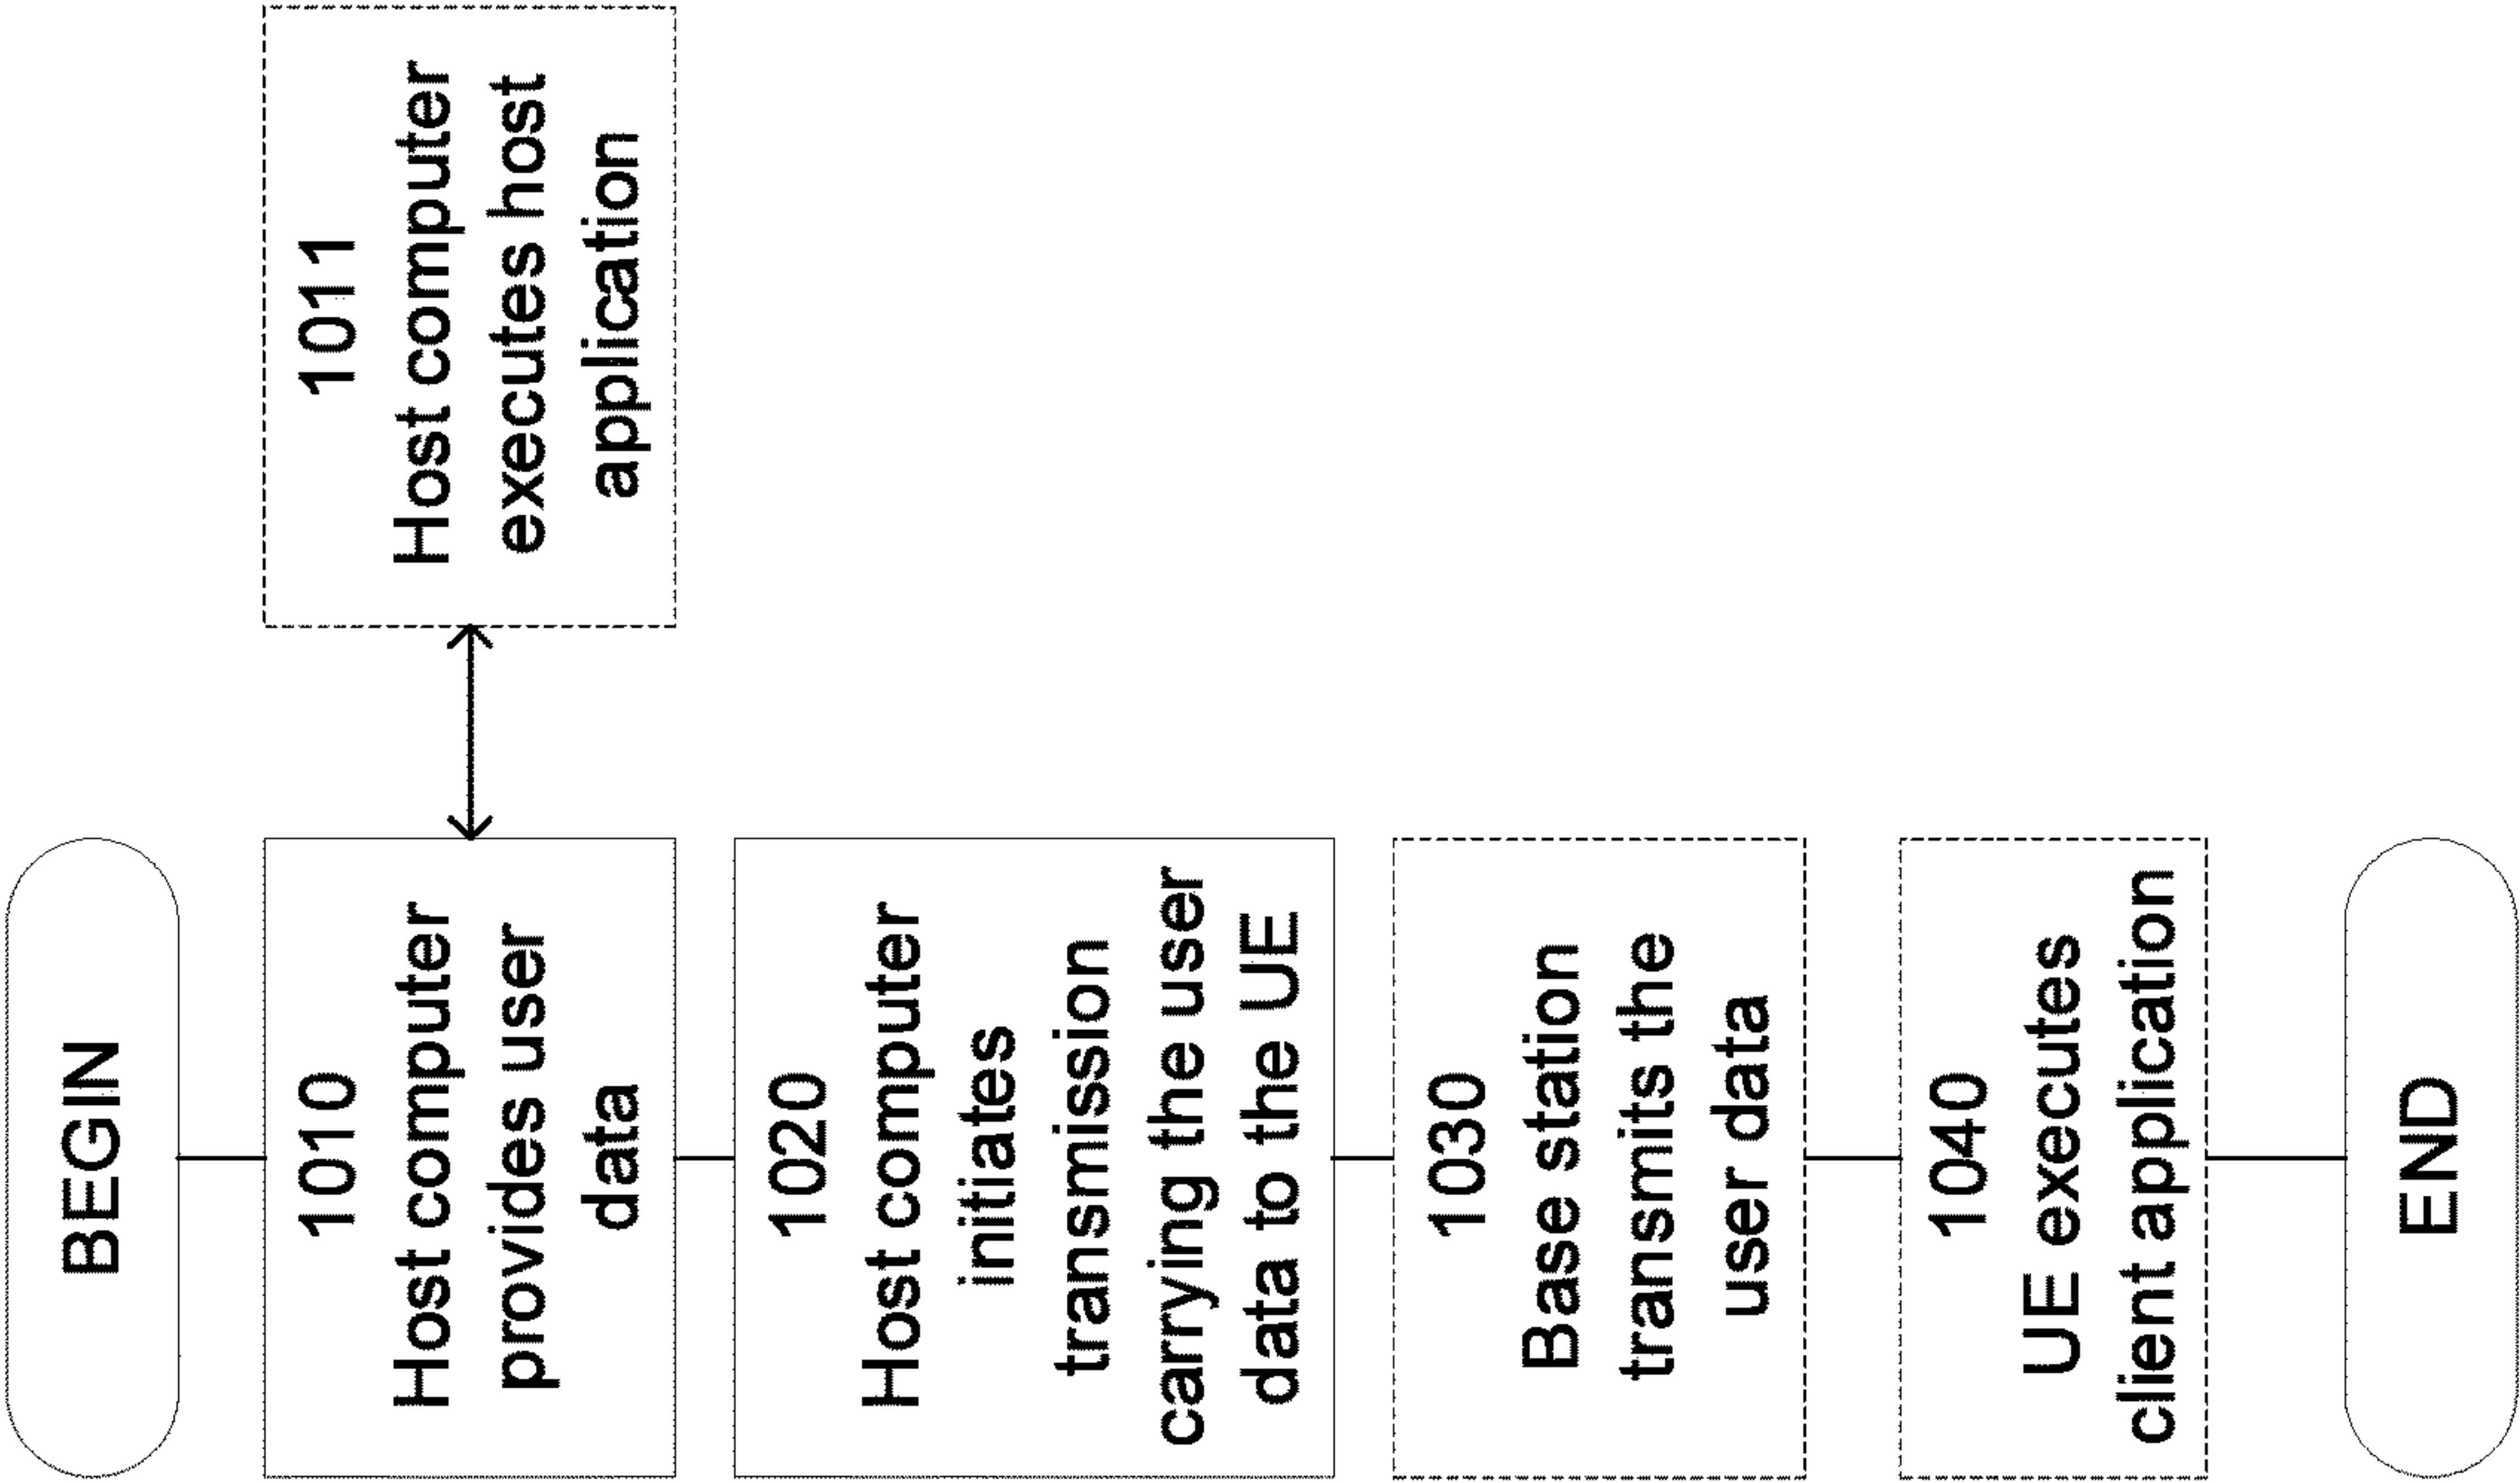 BEGIN
1010
Host computer
provides user
data
1011
Host computer
executes host
application
1020
Host computer
initiates
transmission
carrying the user
data to the UE
1030
Base station
transmits the
user data
1040
UE executes
client application
END